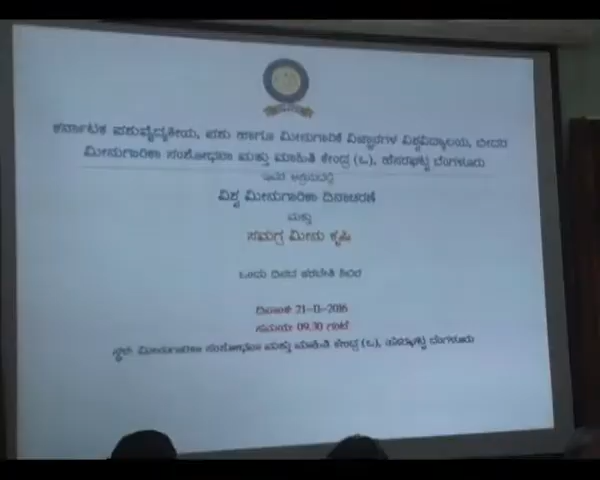 ಕರ್ನಾಟಕ ಪಶುವೈದ್ಯಕೀಯ, ಪಶು ಹಾಗೂ ಮೀನುಗಾರಿಕೆ ವಿಜ್ಞಾನಗಳ ವಿಶ್ವವಿದ್ಯಾಲಯ, ಬೀದರ
ಮೀನುಗಾರಿಕಾ ಸಂಶೋಧನಾ ಮತ್ತು ಮಾಹಿತಿ ಕೇಂದ್ರ (ಒ), ಹೆಸರಘಟ್ಟ ಬೆಂಗಳೂರು
ಇವರ ಆಶ್ರಯದಲ್ಲಿ
ವಿಶ್ವ ಮೀನುಗಾರಿಕಾ ದಿನಾಚರಣೆ
ಮತ್ತು
ಸಮಗ್ರ ಮೀನು ಕೃಷಿ
ಒಂದು ದಿನದ ತರಬೇತಿ ಶಿಬಿರ
ದಿನಾಂಕ 21-11-2016
ಸಮಯ 09.30 ಗಂಟೆ
ಸ್ಥಳ: ಮೀನುಗಾರಿಕಾ ಸಂಶೋಧನಾ ಮತ್ತು ಮಾಹಿತಿ ಕೇಂದ್ರ (ಒ), ಹೆಸರಘಟ್ಟ ಬೆಂಗಳೂರು